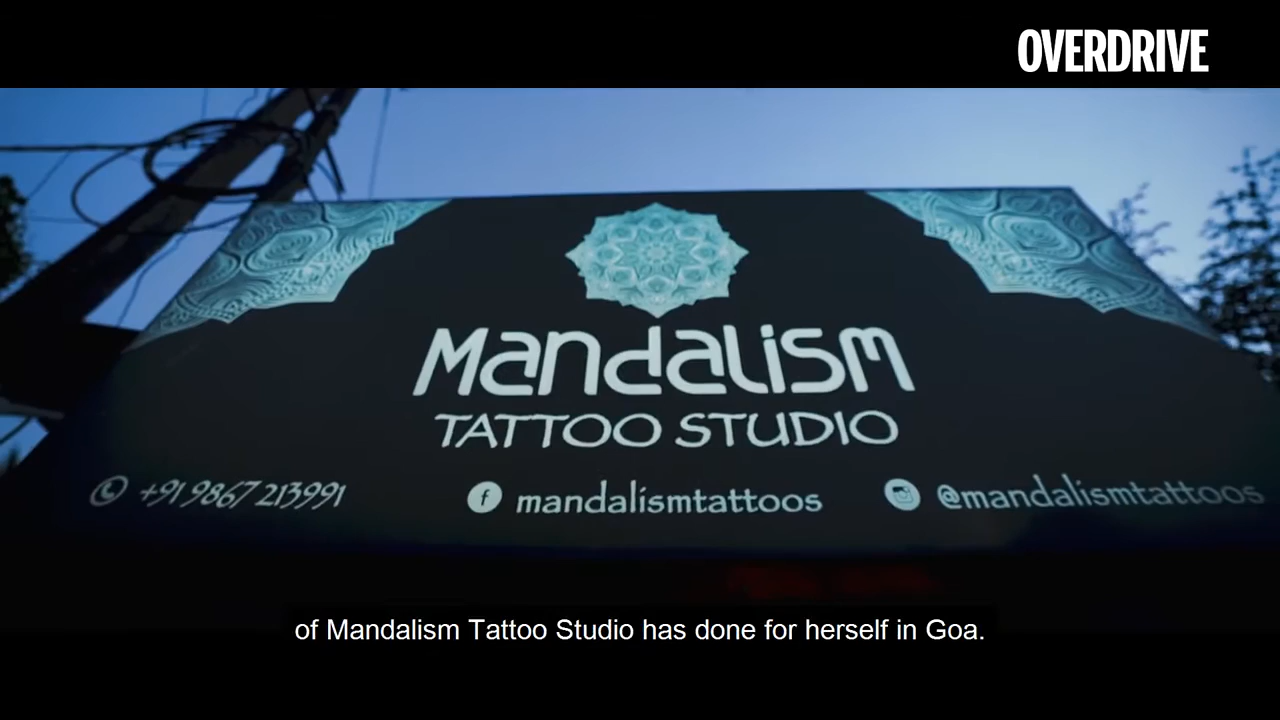 OVERDRIVE
Mandalism
TATTOO STUDIO
+91 9867 213991 mandalismtattoos @mandalismtattoos
of Mandalism Tattoo Studio has done for herself in Goa.